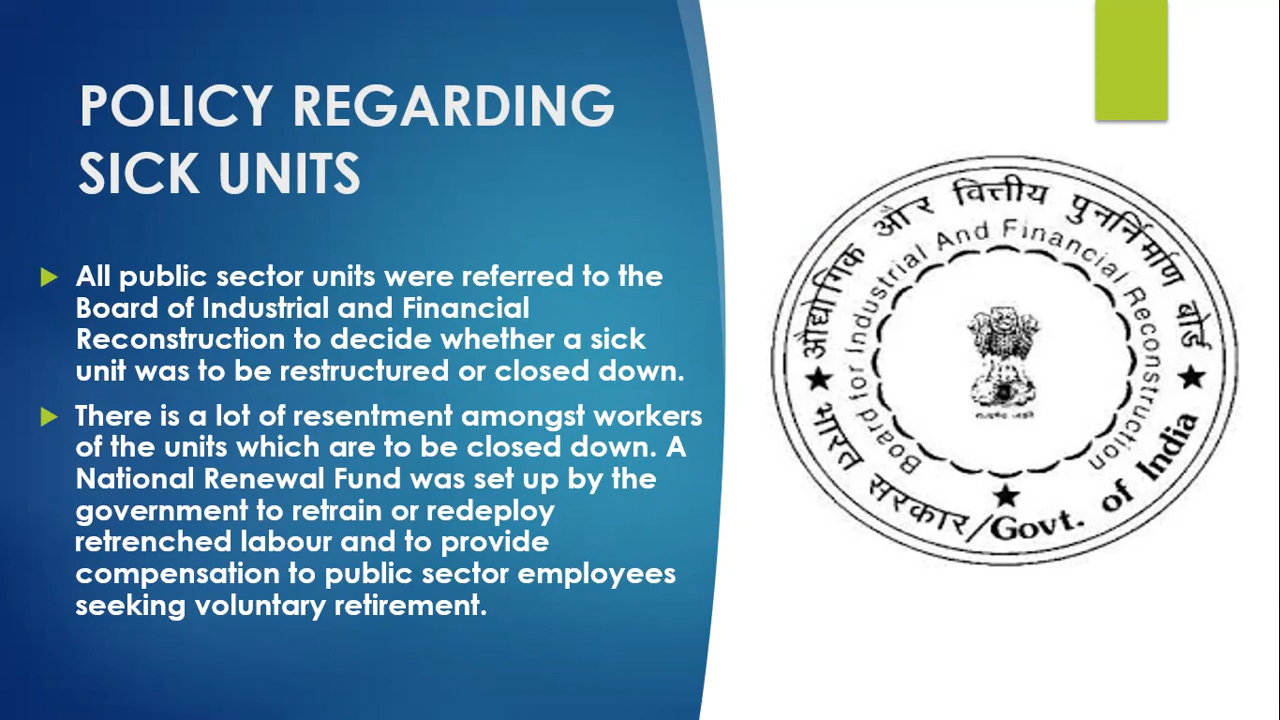 POLICY REGARDING
SICK UNITS
All public sector units were referred to the
Board of Industrial and Financial
Reconstruction to decide whether a sick
unit was to be restructured or closed down.
There is a lot of resentment amongst workers
of the units which are to be closed down. A
National Renewal Fund was set up by the
government to retrain or redeploy
retrenched labour and to provide
compensation to public sector employees
seeking voluntary retirement.
औद्योगिक और वित्तीय पुनर्निर्माण बोर्ड
Board for Industrial And Financial Reconstruction
भारत सरकार/Govt. of India